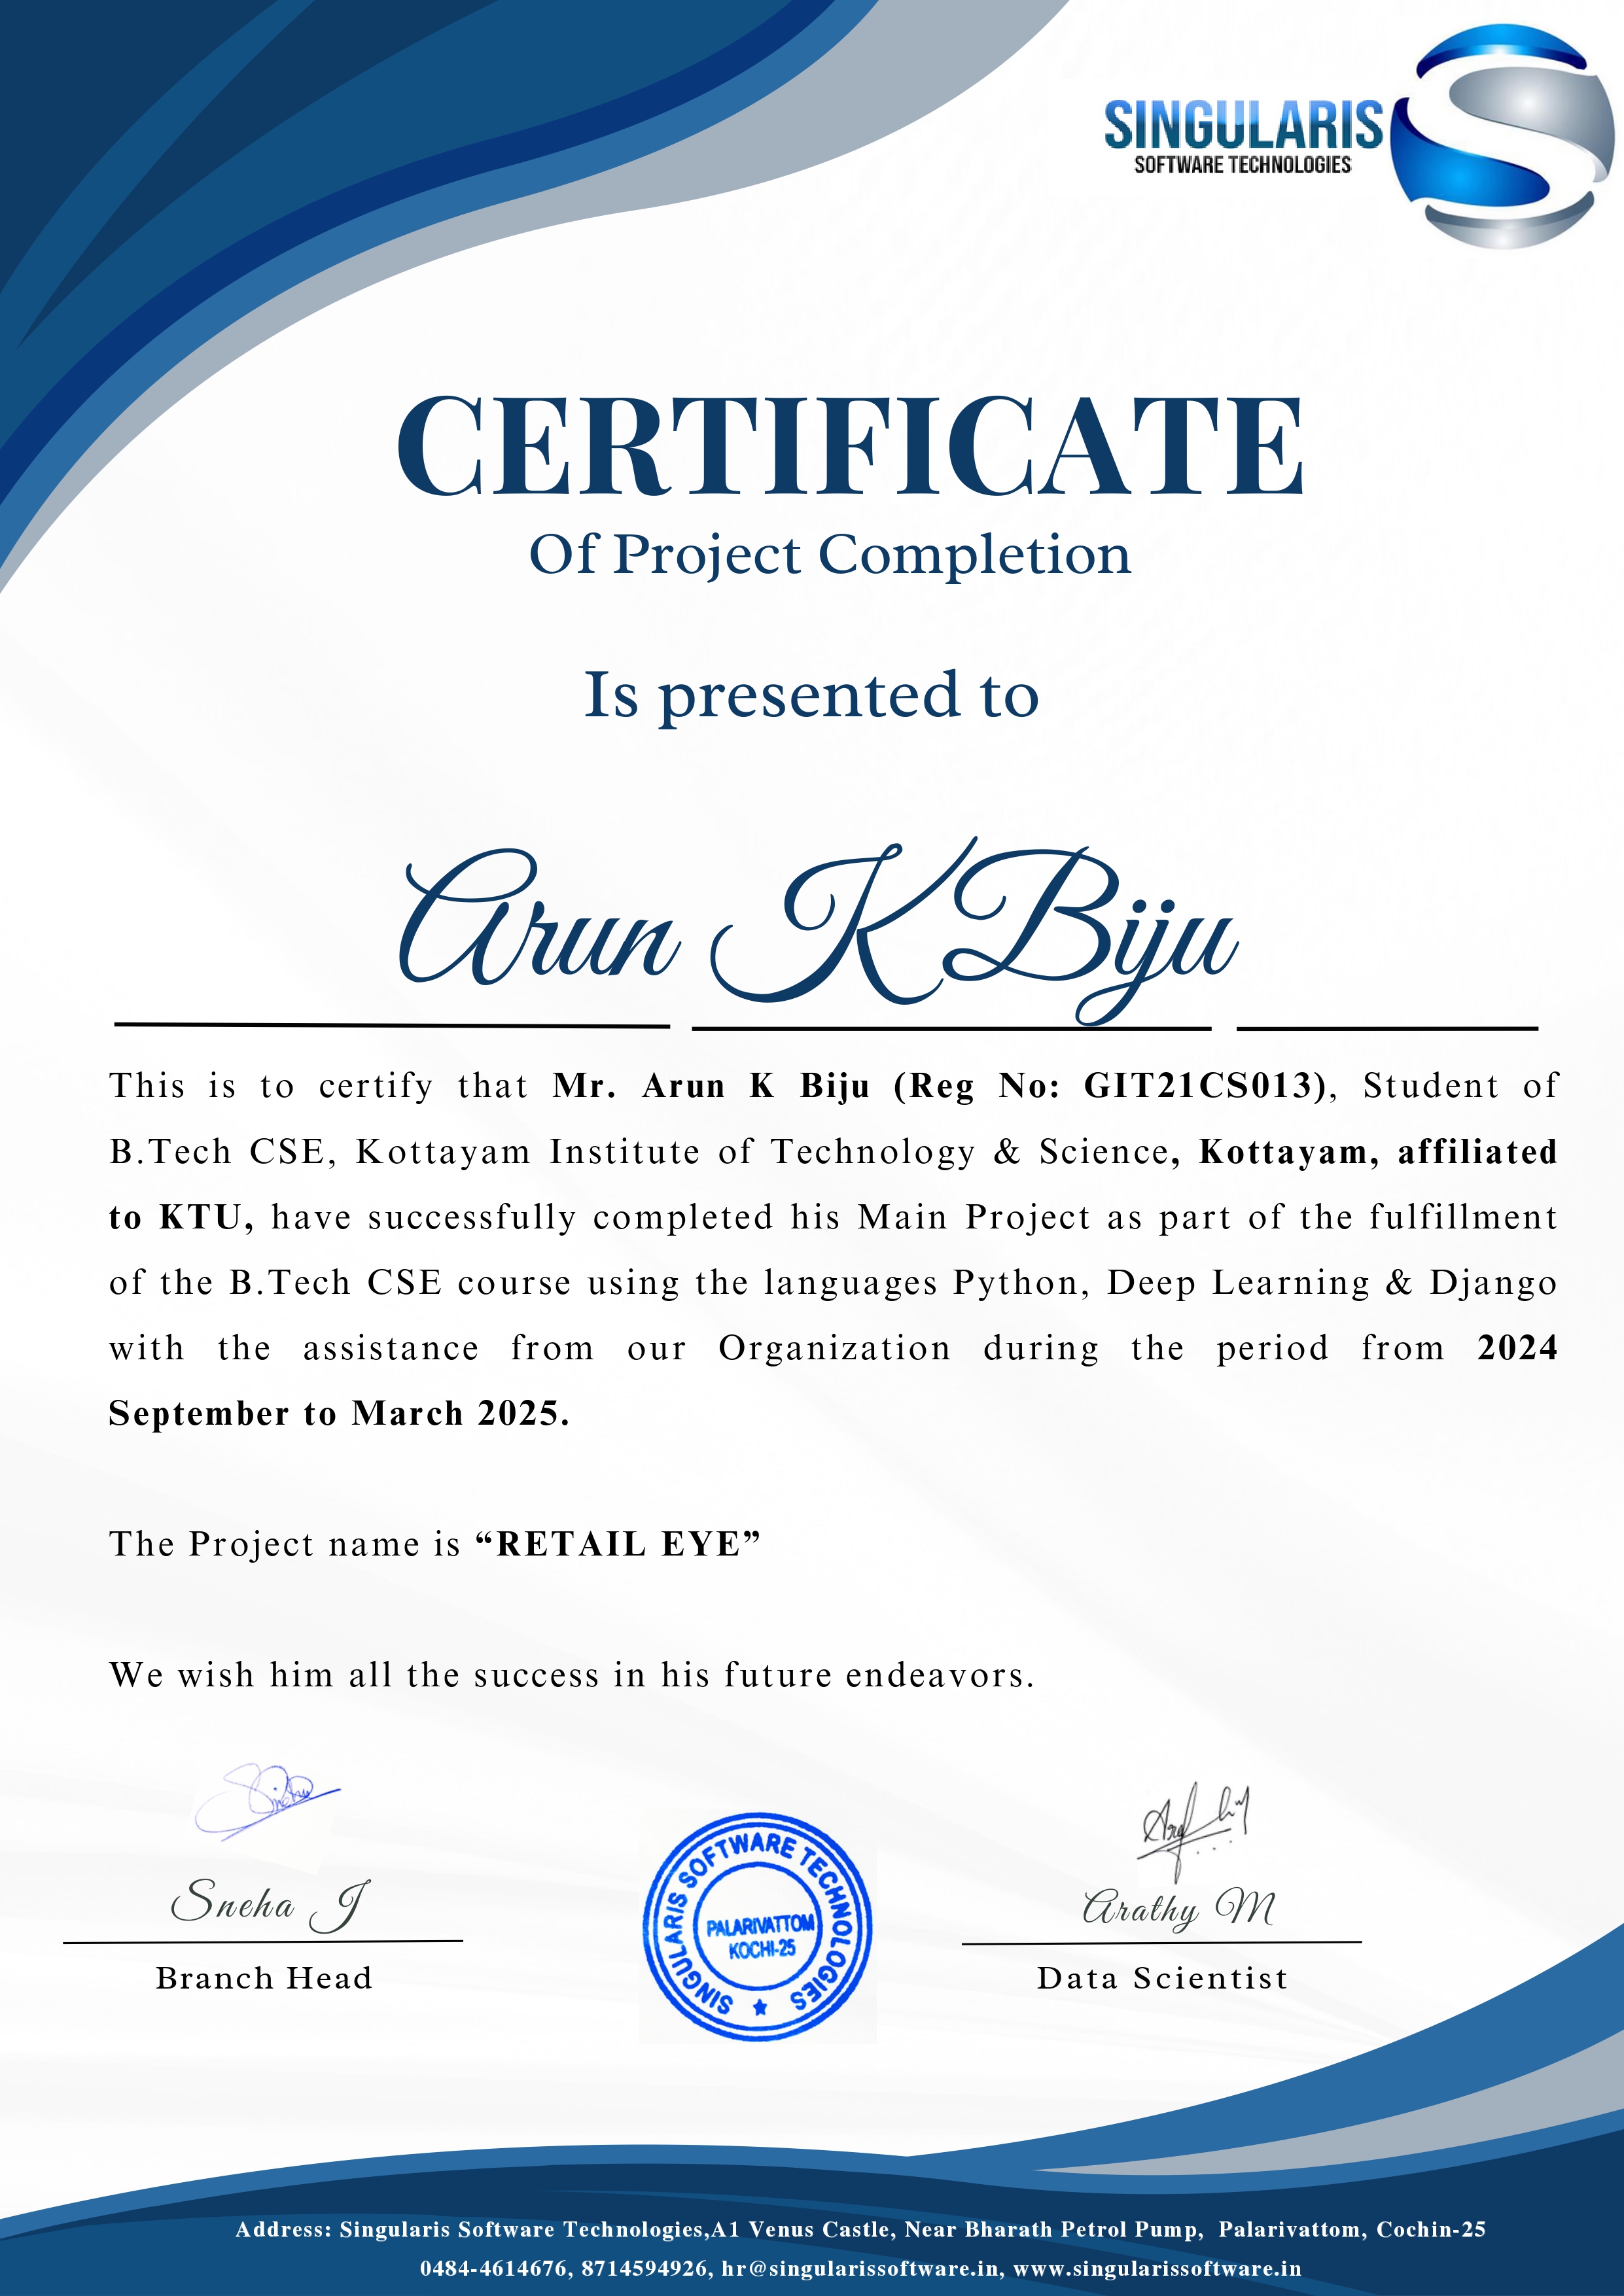 SINGULARIS
SOFTWARE TECHNOLOGIES
CERTIFICATE
Of Project Completion
Is presented to
Arun K Biju
This is to certify that Mr. Arun K Biju (Reg No: GIT21CS013), Student of
B.Tech CSE, Kottayam Institute of Technology & Science, Kottayam, affiliated
to KTU, have successfully completed his Main Project as part of the fulfillment
of the B.Tech CSE course using the languages Python, Deep Learning & Django
with the assistance from our Organization during the period from 2024
September to March 2025.
The Project name is “RETAIL EYE”
We wish him all the success in his future endeavors.
Sneha J
Branch Head
SINGULARIS SOFTWARE TECHNOLOGIES
PALARIVATTOM
KOCHI-25
Arathy M
Data Scientist
Address: Singularis Software Technologies,A1 Venus Castle, Near Bharath Petrol Pump, Palarivattom, Cochin-25
0484-4614676, 8714594926, hr@singularissoftware.in, www.singularissoftware.in